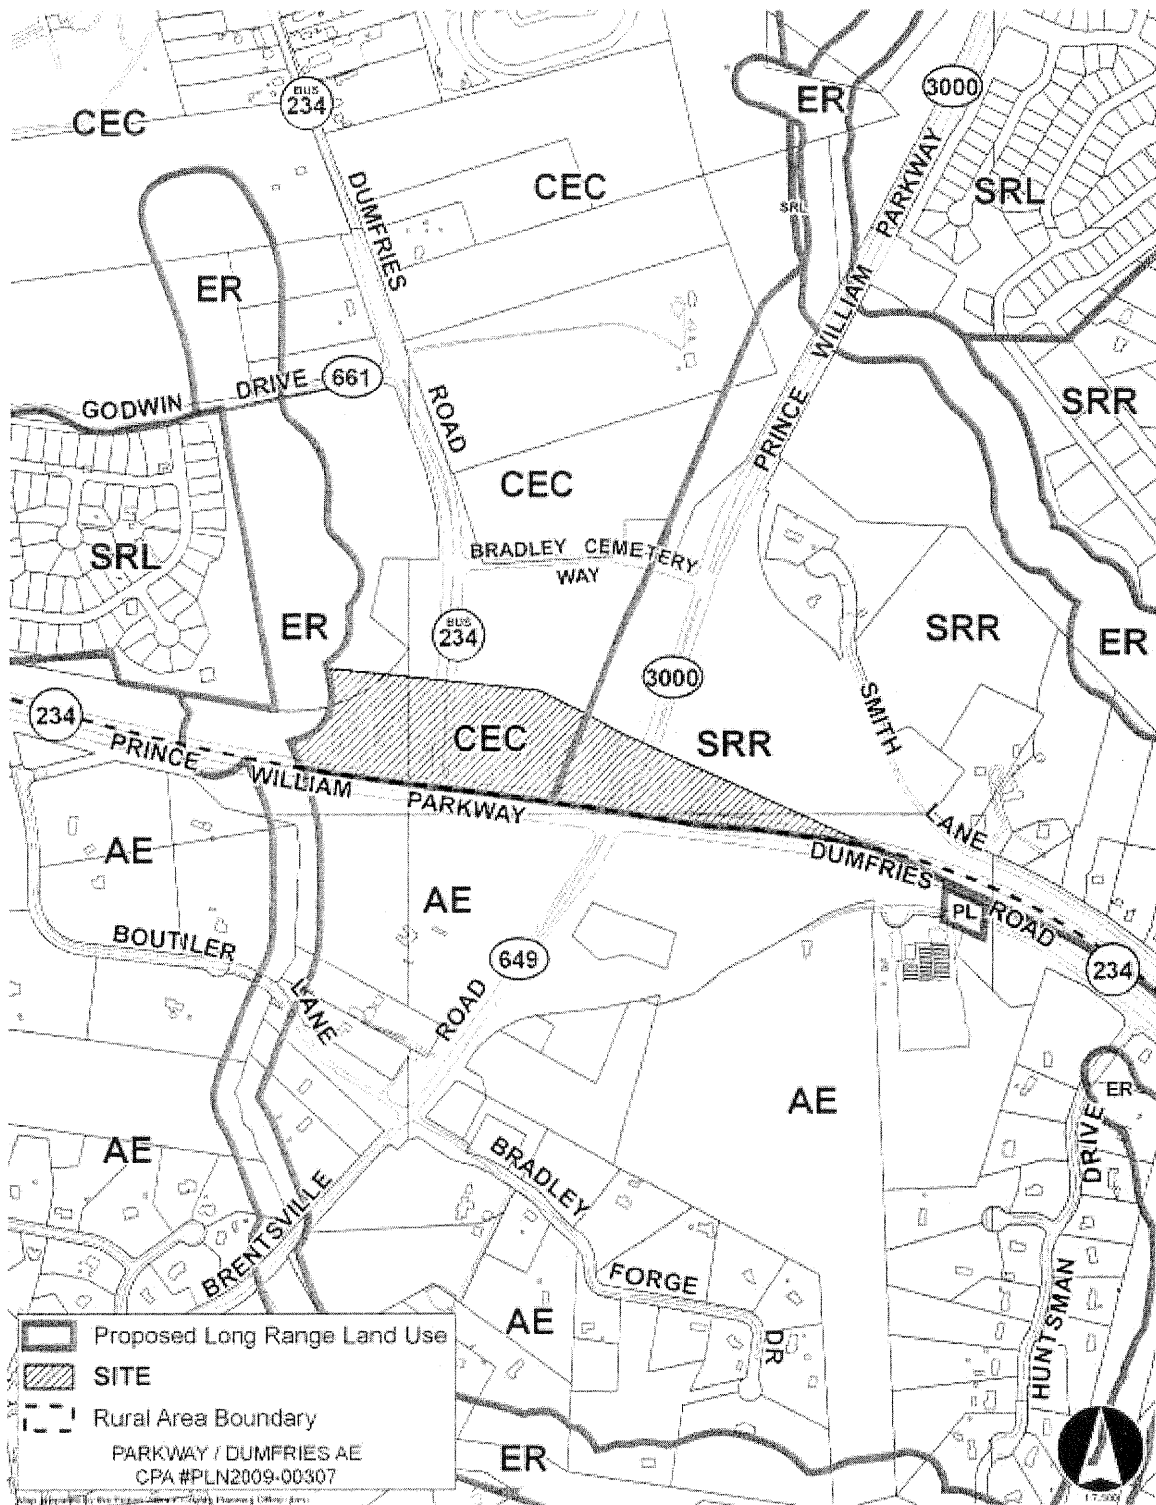 BUS
234
CEC
ER
3000
PRINCE WILLIAM PARKWAY
SRL
SRL
DUMFRIES ROAD
CEC
ER
GODWIN DRIVE
661
SRR
CEC
SRL
BRADLEY CEMETERY
WAY
ER
BUS
234
SRR
ER
3000
SMITH LANE
234
PRINCE WILLIAM PARKWAY
CEC
SRR
AE
DUMFRIES ROAD
AE
PL
BOUTILER LANE
649
234
BRENTSVILLE ROAD
AE
ER
AE
BRADLEY FORGE DR
HUNTSMAN DRIVE
AE
ER
Proposed Long Range Land Use
SITE
Rural Area Boundary
PARKWAY / DUMFRIES AE
CPA #PLN2009-00307